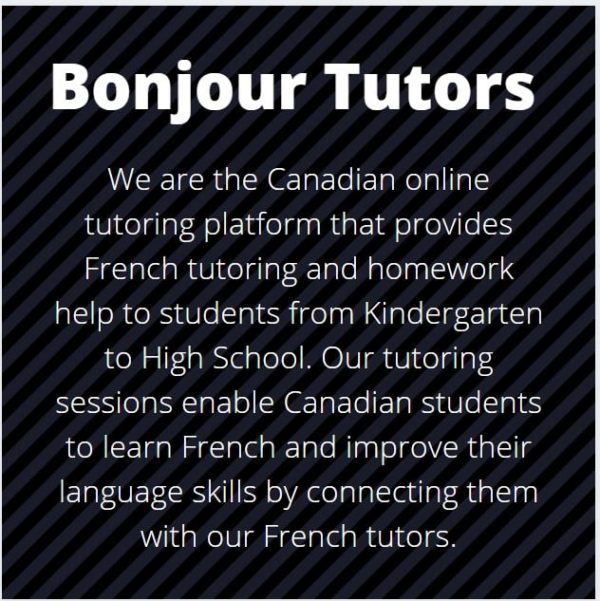 Bonjour Tutors
We are the Canadian online
tutoring platform that provides
French tutoring and homework
help to students from Kindergarten
to High School. Our tutoring
sessions enable Canadian students
to learn French and improve their
language skills by connecting them
with our French tutors.